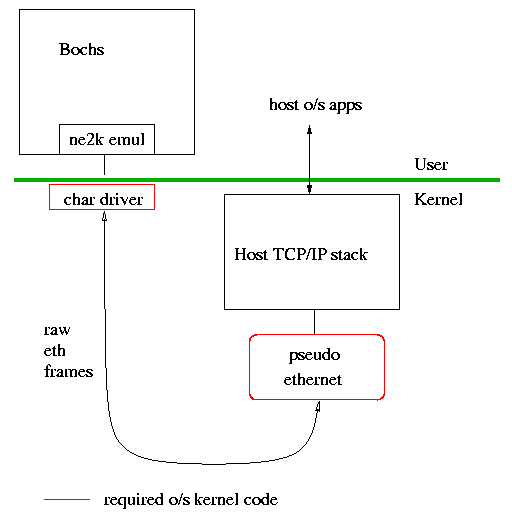 Bochs
ne2k emul
host o/s apps
User
char driver
Kernel
Host TCP/IP stack
raw
eth
frames
pseudo
ethernet
required o/s kernel code